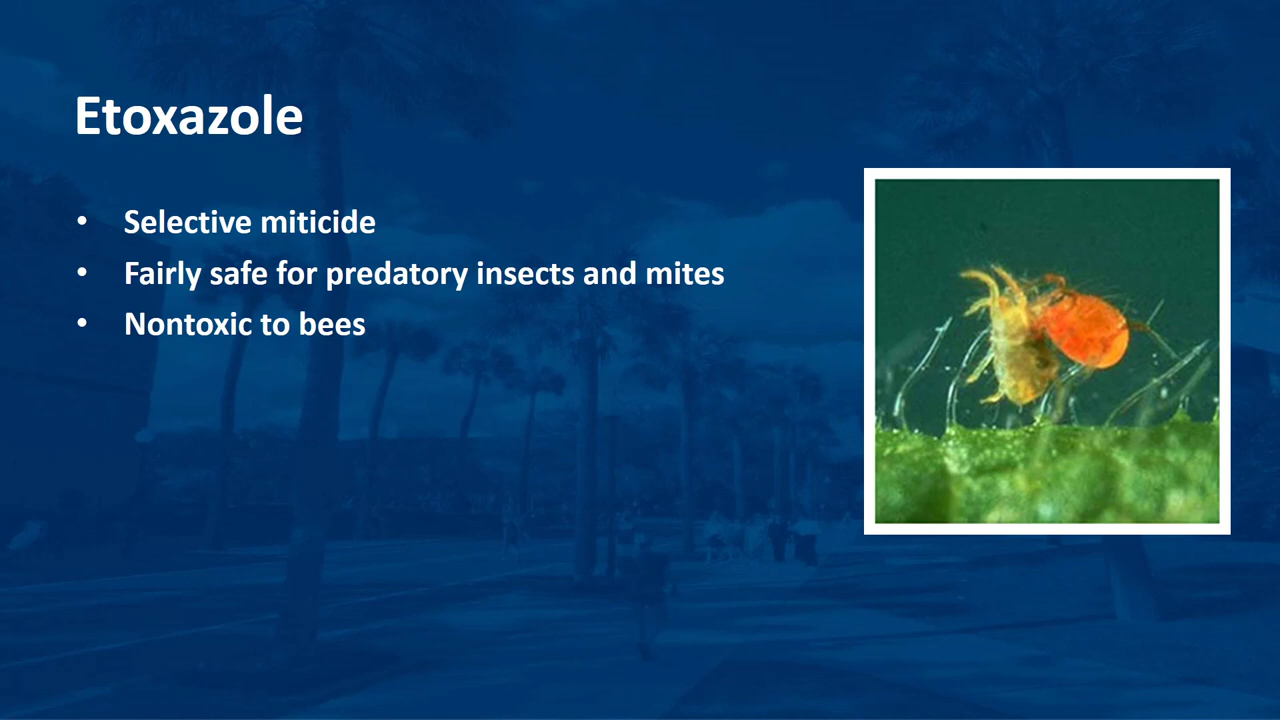 Etoxazole
• Selective miticide
• Fairly safe for predatory insects and mites
• Nontoxic to bees